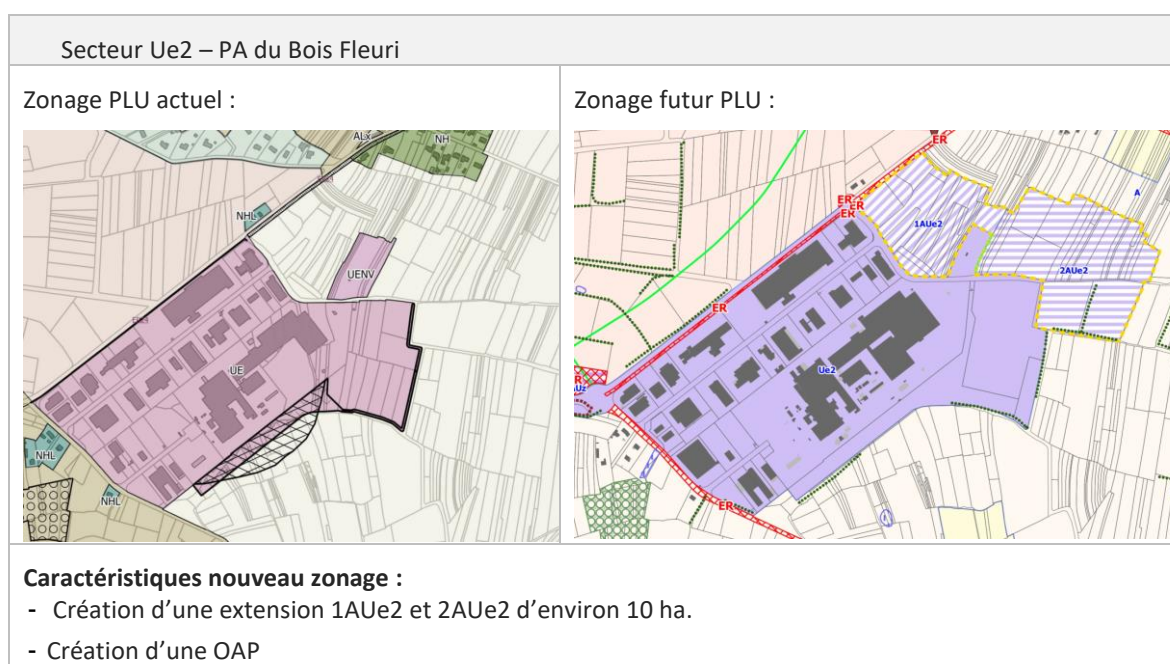 Secteur Ue2 – PA du Bois Fleuri
Zonage PLU actuel :
ALx
NH
NHL
UENV
UE
NHL
NHL
Zonage futur PLU :
ER
A
ER
ER
ER
1AUe2
2AUe2
ER
Ue2
R
AUz
ER
A
Caractéristiques nouveau zonage :
- Création d’une extension 1AUe2 et 2AUe2 d’environ 10 ha.
- Création d’une OAP